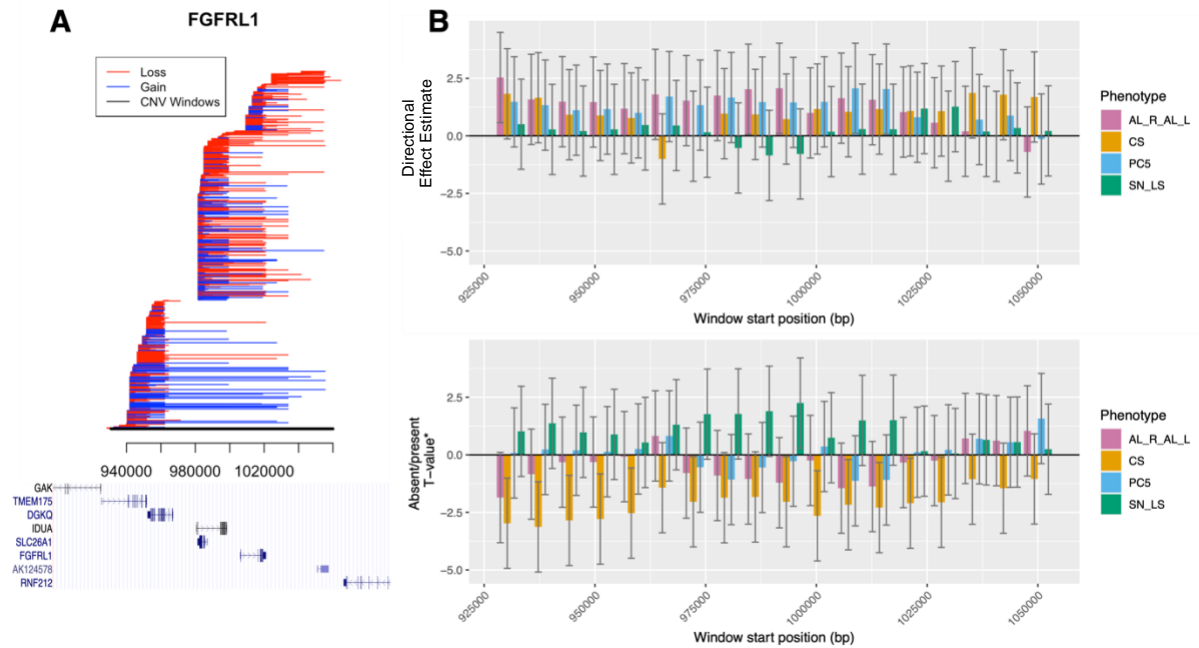 A
FGFRL1
Loss
Gain
CNV Windows
940000 980000 1020000
GAK
TMEM175
DGKQ
IDUA
SLC26A1
FGFRL1
AK124578
RNF212
B
Directional
Effect Estimate
2.5
0.0
−2.5
−5.0
925000 950000 975000 1000000 1025000 1050000
Window start position (bp)
Phenotype
AL_R_AL_L
CS
PC5
SN_LS
Absent/present
T−value*
2.5
0.0
−2.5
−5.0
925000 950000 975000 1000000 1025000 1050000
Window start position (bp)
Phenotype
AL_R_AL_L
CS
PC5
SN_LS